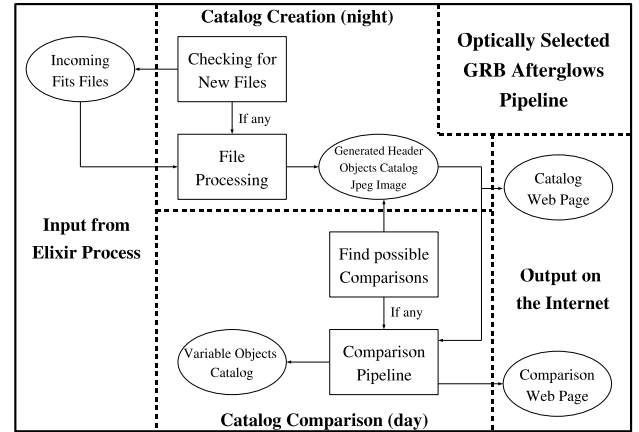 Catalog Creation (night)
Optically Selected
GRB Afterglows
Pipeline
Incoming
Fits Files
Checking for
New Files
If any
File
Processing
Generated Header
Objects Catalog
Jpeg Image
Catalog
Web Page
Input from
Elixir Process
Find possible
Comparisons
Output on
the Internet
If any
Variable Objects
Catalog
Comparison
Pipeline
Comparison
Web Page
Catalog Comparison (day)